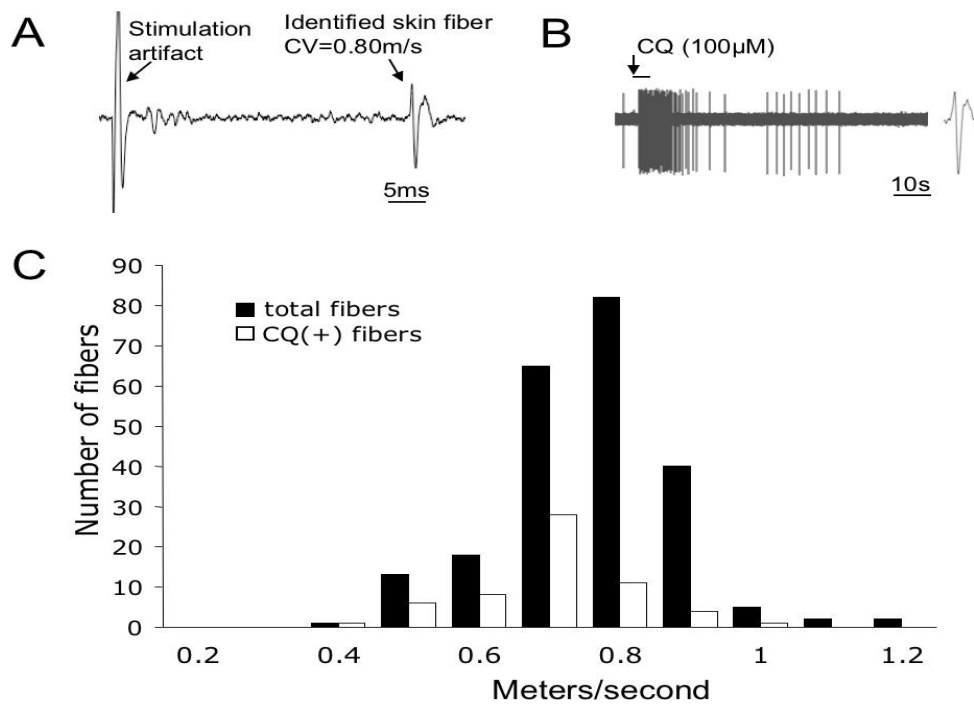 A
Stimulation
artifact
Identified skin fiber
CV=0.80m/s
5ms
B
CQ (100µM)
10s
C
Number of fibers
90
80
70
60
50
40
30
20
10
0
total fibers
CQ(+) fibers
0.2 0.4 0.6 0.8 1 1.2
Meters/second